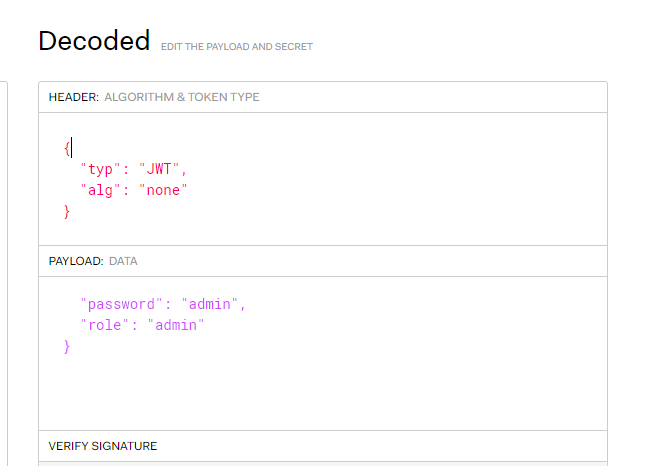 Decoded EDIT THE PAYLOAD AND SECRET
HEADER: ALGORITHM & TOKEN TYPE
{
"typ": "JWT",
"alg": "none"
}
PAYLOAD: DATA
"password": "admin",
"role": "admin"
}
VERIFY SIGNATURE